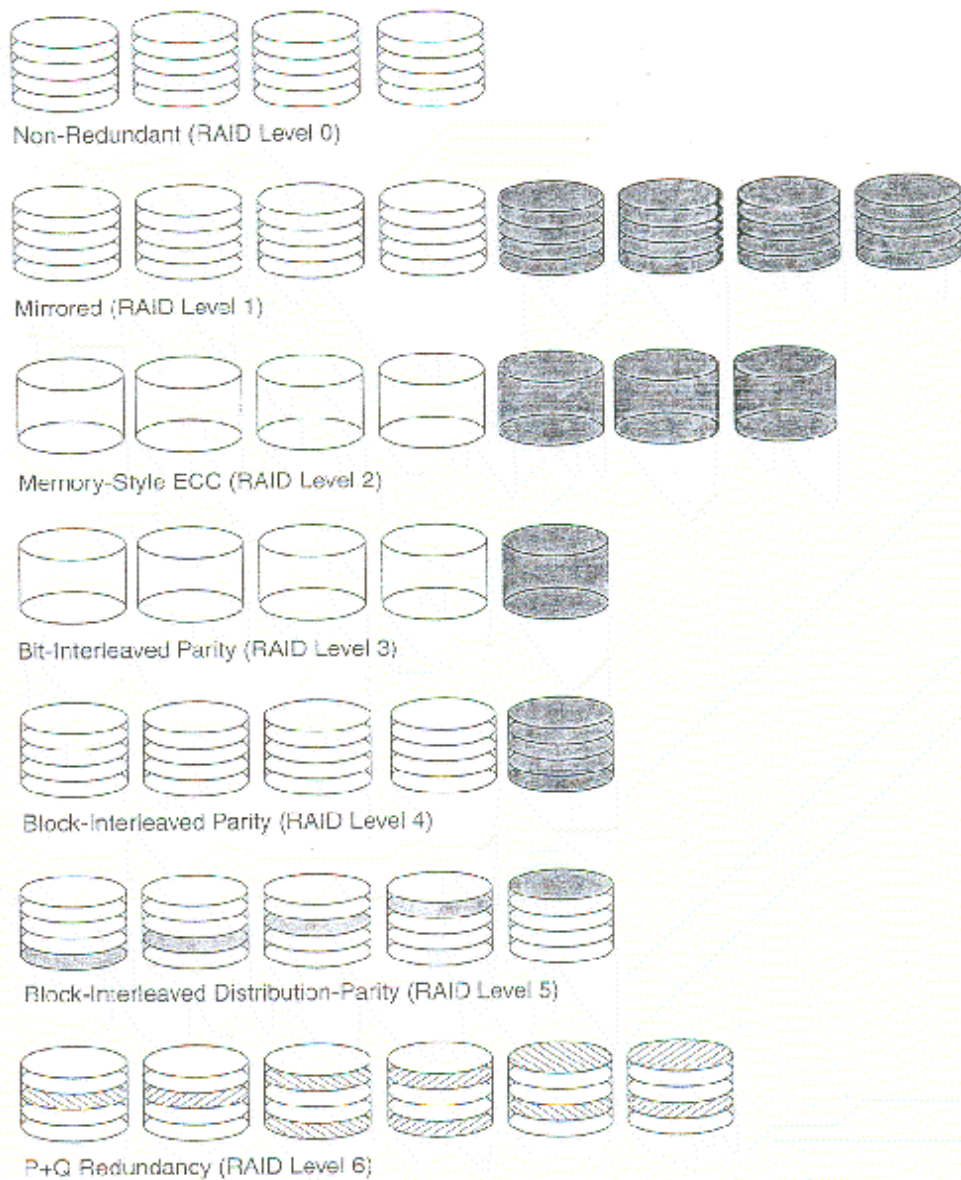 Non-Redundant (RAID Level 0)
Mirrored (RAID Level 1)
Memory-Style ECC (RAID Level 2)
Bit-Interleaved Parity (RAID Level 3)
Block-Interleaved Parity (RAID Level 4)
Block-Interleaved Distribution-Parity (RAID Level 5)
P+Q Redundancy (RAID Level 6)